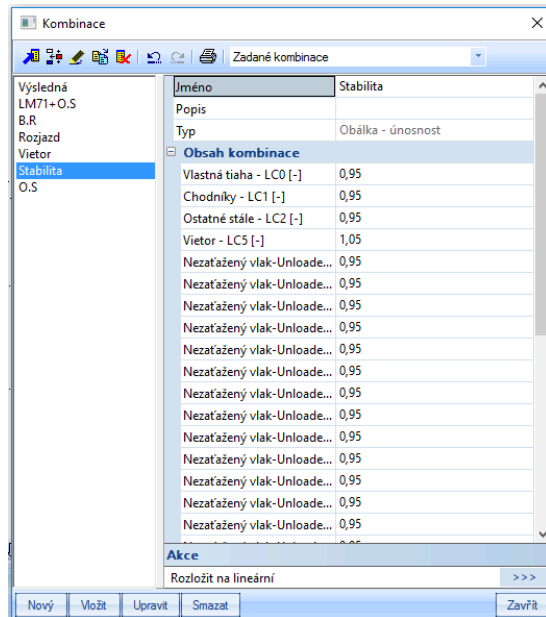 Kombinace
Zadané kombinace
Výsledná
LM71+O.S
B.R
Rozjazd
Vietor
Stabilita
O.S
Jméno Stabilita
Popis
Typ Obálka - únosnost
Obsah kombinace
Vlastná tiaha - LC0 [-] 0,95
Chodníky - LC1 [-] 0,95
Ostatné stále - LC2 [-] 0,95
Vietor - LC5 [-] 1,05
Nezaťažený vlak-Unloade... 0,95
Nezaťažený vlak-Unloade... 0,95
Nezaťažený vlak-Unloade... 0,95
Nezaťažený vlak-Unloade... 0,95
Nezaťažený vlak-Unloade... 0,95
Nezaťažený vlak-Unloade... 0,95
Nezaťažený vlak-Unloade... 0,95
Nezaťažený vlak-Unloade... 0,95
Nezaťažený vlak-Unloade... 0,95
Nezaťažený vlak-Unloade... 0,95
Nezaťažený vlak-Unloade... 0,95
Nezaťažený vlak-Unloade... 0,95
Nezaťažený vlak-Unloade... 0,95
Akce
Rozložit na lineární >>>
Nový Vložit Upravit Smazat Zavřít